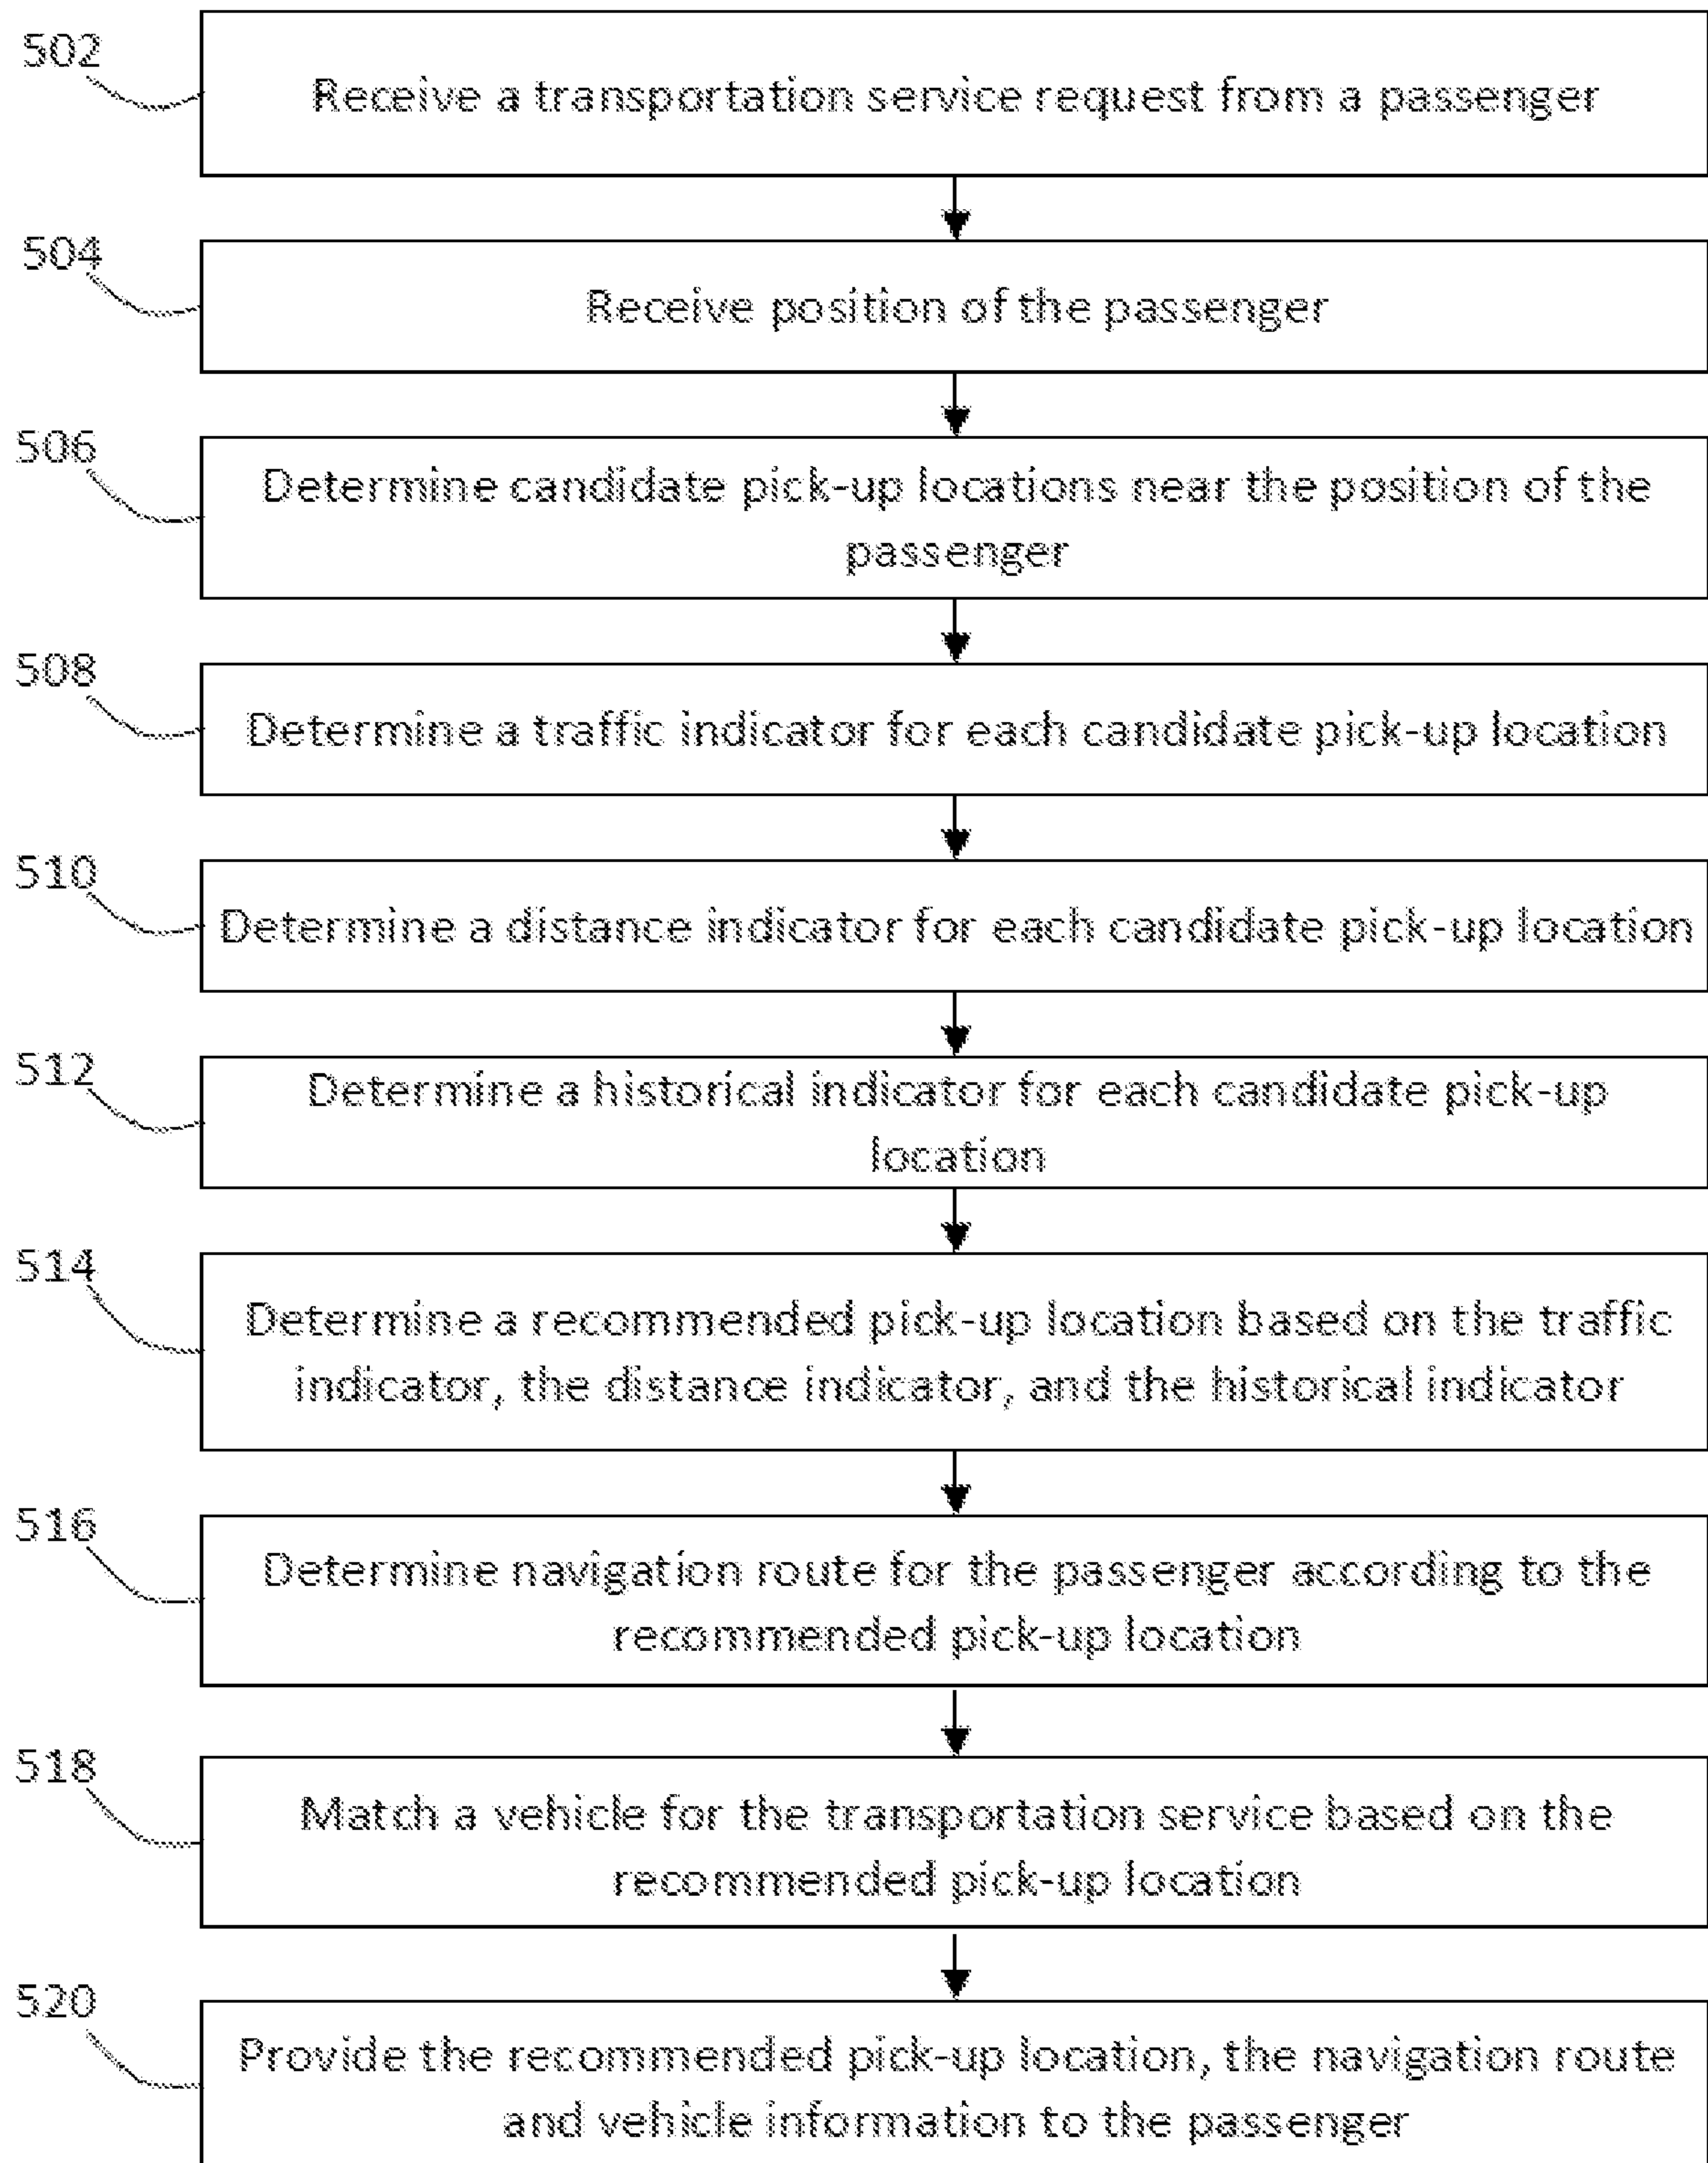 502
Receive a transportation service request from a passenger
504
Receive position of the passenger
506
Determine candidate pick-up locations near the position of the
passenger
508
Determine a traffic indicator for each candidate pick-up location
510
Determine a distance indicator for each candidate pick-up location
512
Determine a historical indicator for each candidate pick-up
location
514
Determine a recommended pick-up location based on the traffic
indicator, the distance indicator, and the historical indicator
516
Determine navigation route for the passenger according to the
recommended pick-up location
518
Match a vehicle for the transportation service based on the
recommended pick-up location
520
Provide the recommended pick-up location, the navigation route
and vehicle information to the passenger